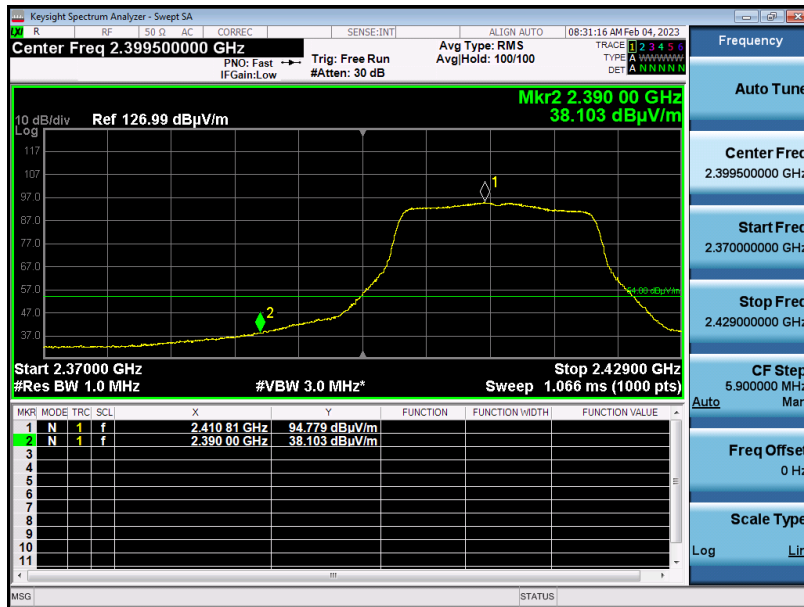 Keysight Spectrum Analyzer - Swept SA
LXI R RF 50 Ω AC CORREC SENSE:INT ALIGN AUTO 08:31:16 AM Feb 04, 2023
Center Freq 2.399500000 GHz
PNO: Fast
IFGain:Low
Trig: Free Run
#Atten: 30 dB
Avg Type: RMS
Avg|Hold: 100/100
TRACE 1 2 3 4 5 6
TYPE A WWWWW
DET A N N N N N
Frequency
Mkr2 2.390 00 GHz
38.103 dBµV/m
10 dB/div Ref 126.99 dBµV/m
Log
117
107
97.0
87.0
77.0
67.0
57.0
47.0
37.0
1
2
Start 2.37000 GHz Stop 2.42900 GHz
#Res BW 1.0 MHz #VBW 3.0 MHz* Sweep 1.066 ms (1000 pts)
MKR MODE TRC SCL X Y FUNCTION FUNCTION WIDTH FUNCTION VALUE
1 N 1 f 2.410 81 GHz 94.779 dBµV/m
2 N 1 f 2.390 00 GHz 38.103 dBµV/m
3
4
5
6
7
8
9
10
11
MSG STATUS
Auto Tune
Center Freq
2.399500000 GHz
Start Freq
2.370000000 GHz
Stop Freq
2.429000000 GHz
CF Step
5.900000 MHz
Auto Man
Freq Offset
0 Hz
Scale Type
Log Lin